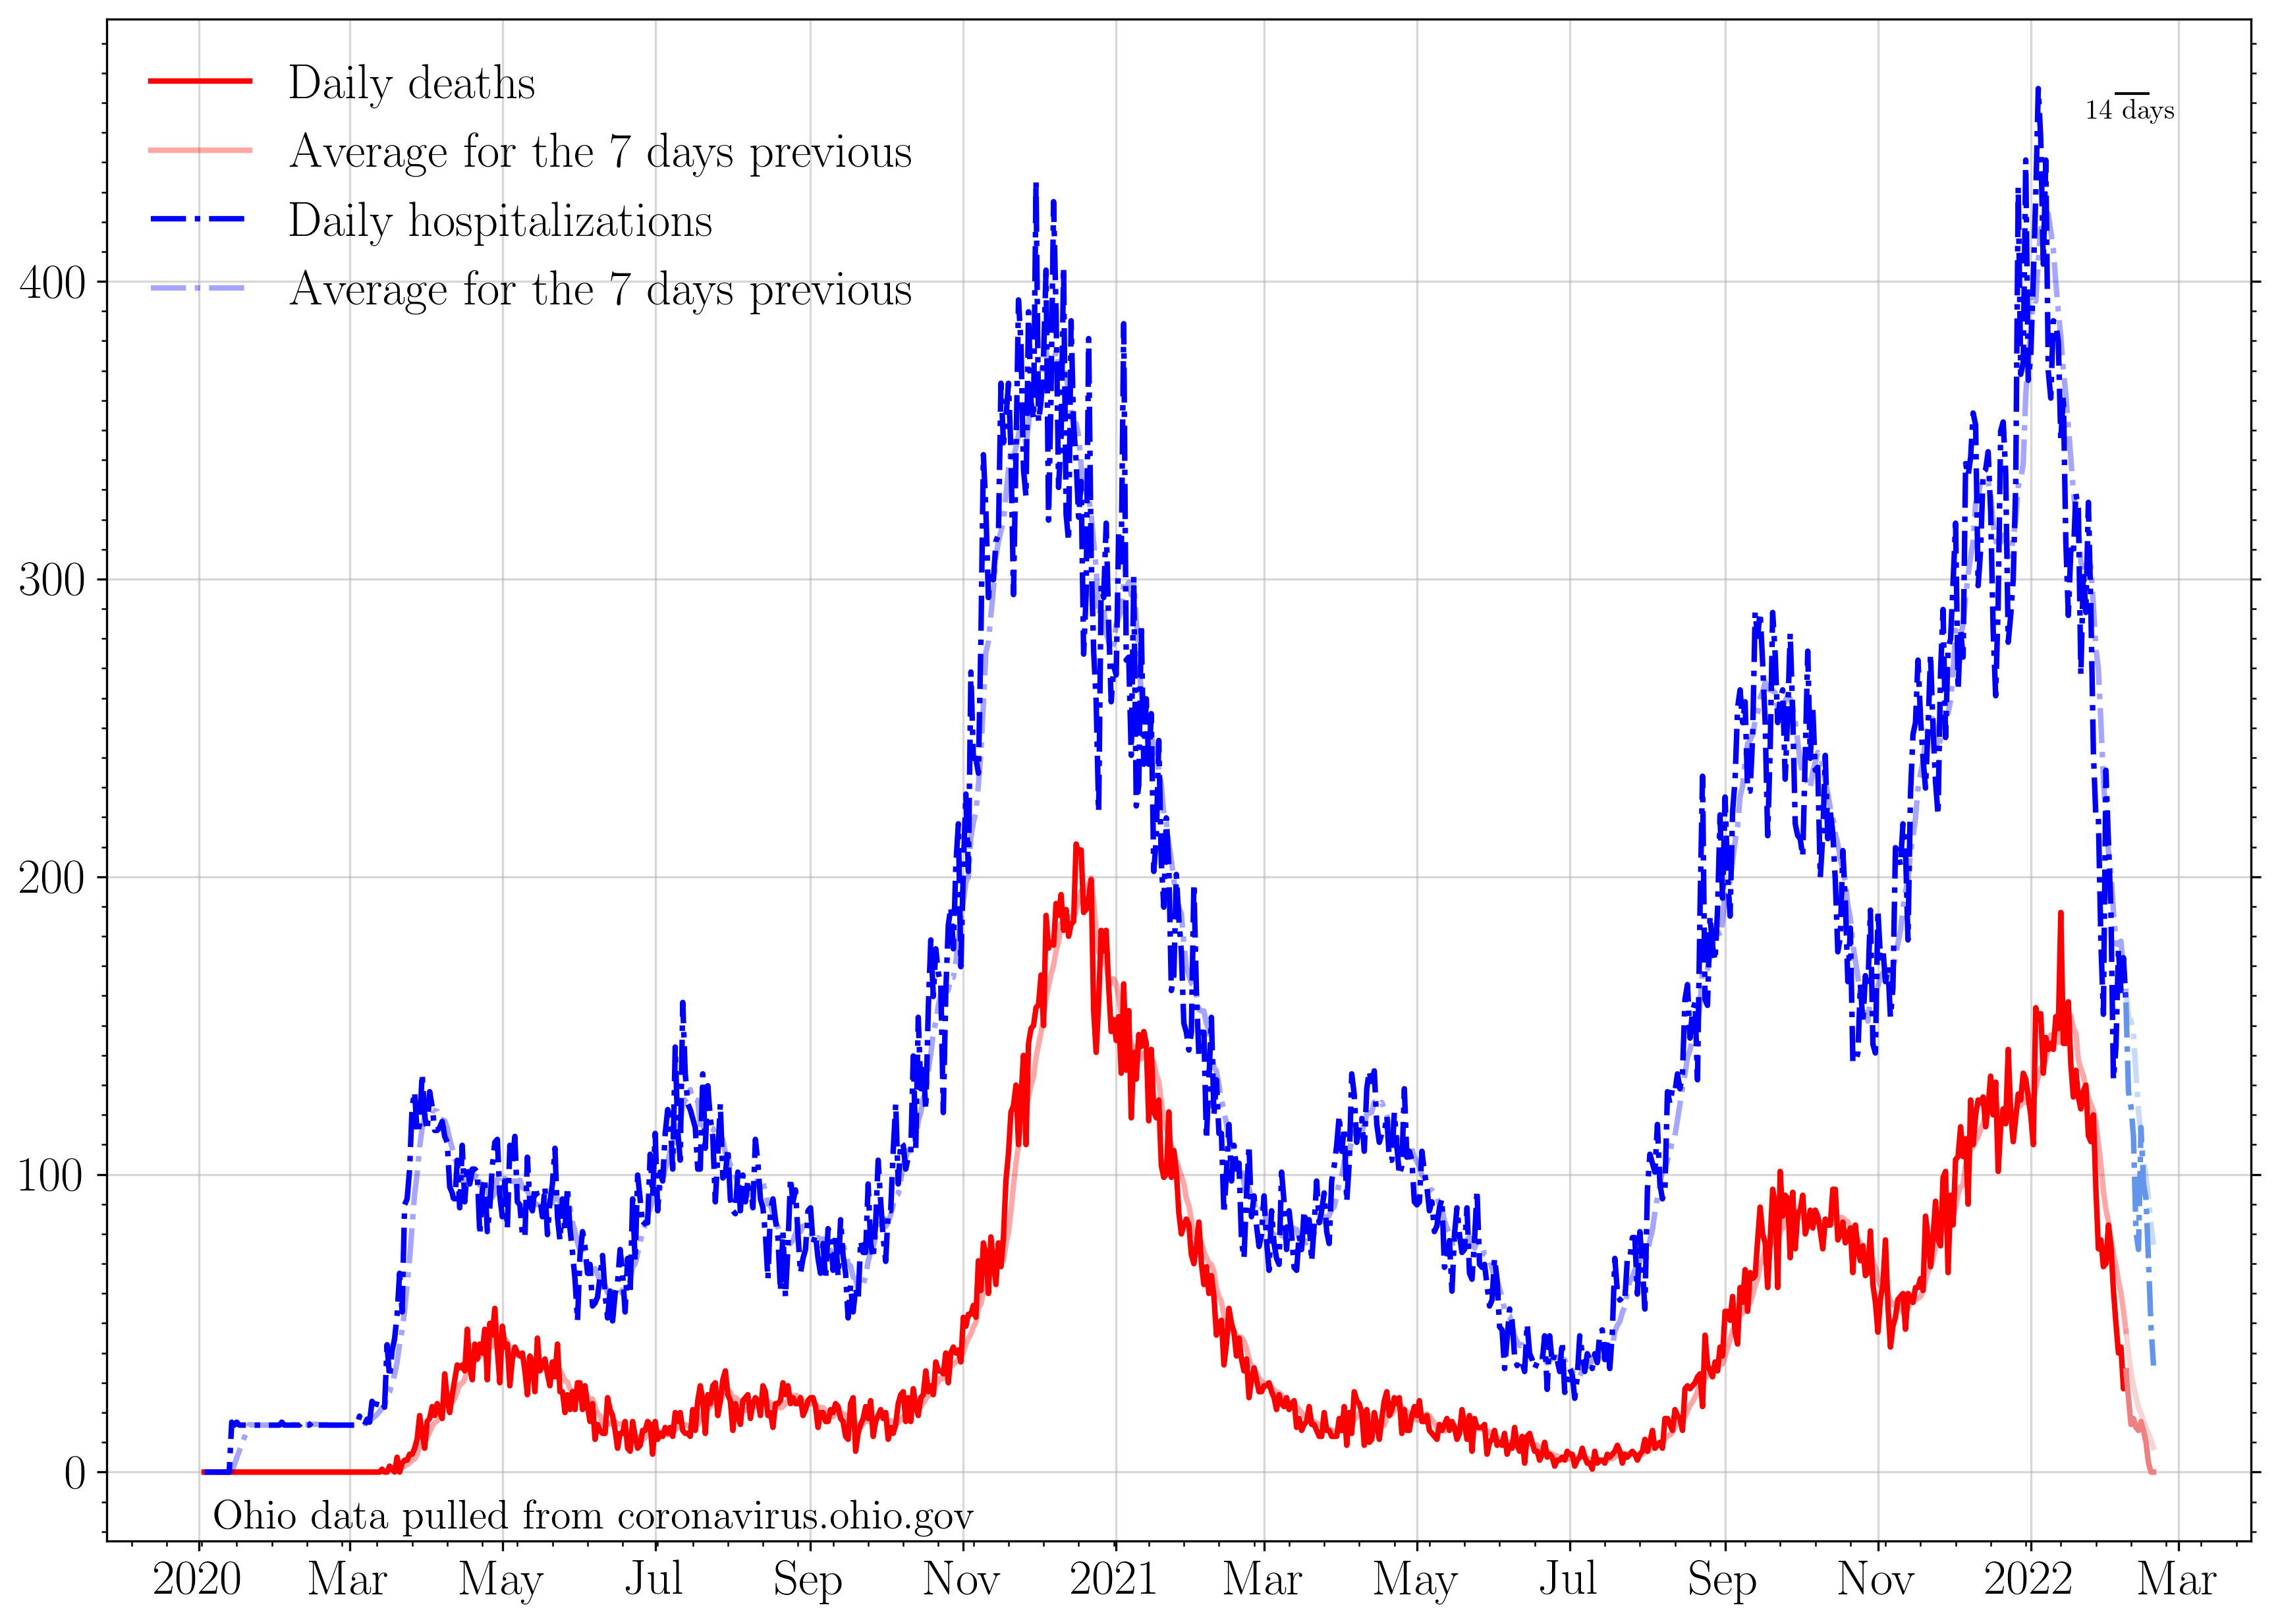 Daily deaths
Average for the 7 days previous
Daily hospitalizations
Average for the 7 days previous
14 days
400
300
200
100
0
Ohio data pulled from coronavirus.ohio.gov
2020 Mar May Jul Sep Nov 2021 Mar May Jul Sep Nov 2022 Mar